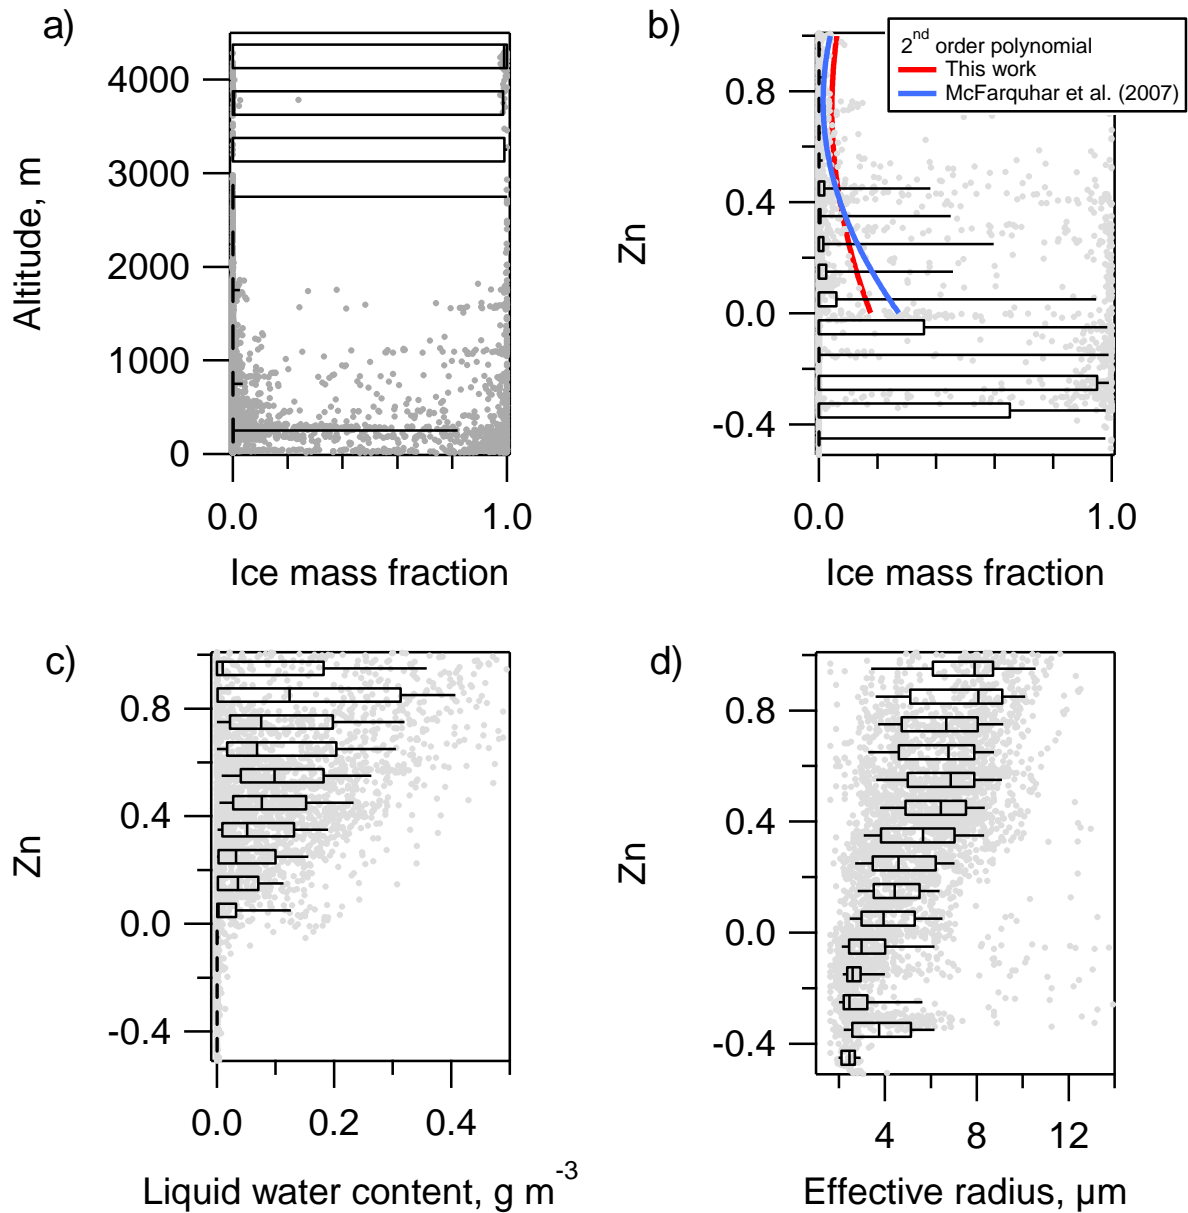 a)
4000
3000
2000
1000
0
Altitude, m
0.0 1.0
Ice mass fraction
b)
2nd order polynomial
This work
McFarquhar et al. (2007)
0.8
0.4
0.0
-0.4
Zn
0.0 1.0
Ice mass fraction
c)
0.8
0.4
0.0
-0.4
Zn
0.0 0.2 0.4
Liquid water content, g m-3
d)
0.8
0.4
0.0
-0.4
Zn
4 8 12
Effective radius, µm